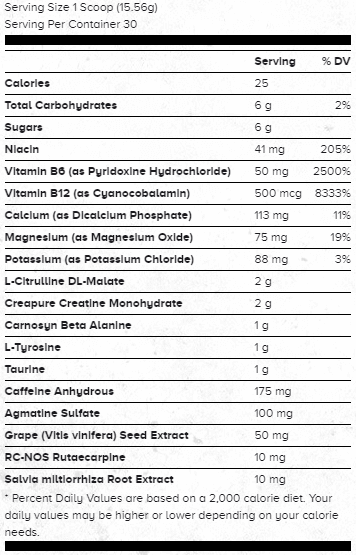 Serving Size 1 Scoop (15.56g)
Serving Per Container 30
Serving % DV
Calories 25
Total Carbohydrates 6 g 2%
Sugars 6 g
Niacin 41 mg 205%
Vitamin B6 (as Pyridoxine Hydrochloride) 50 mg 2500%
Vitamin B12 (as Cyanocobalamin) 500 mcg 8333%
Calcium (as Dicalcium Phosphate) 113 mg 11%
Magnesium (as Magnesium Oxide) 75 mg 19%
Potassium (as Potassium Chloride) 88 mg 3%
L-Citrulline DL-Malate 2 g
Creapure Creatine Monohydrate 2 g
Carnosyn Beta Alanine 1 g
L-Tyrosine 1 g
Taurine 1 g
Caffeine Anhydrous 175 mg
Agmatine Sulfate 100 mg
Grape (Vitis vinifera) Seed Extract 50 mg
RC-NOS Rutaecarpine 10 mg
Salvia miltiorrhiza Root Extract 10 mg
* Percent Daily Values are based on a 2,000 calorie diet. Your
daily values may be higher or lower depending on your calorie
needs.